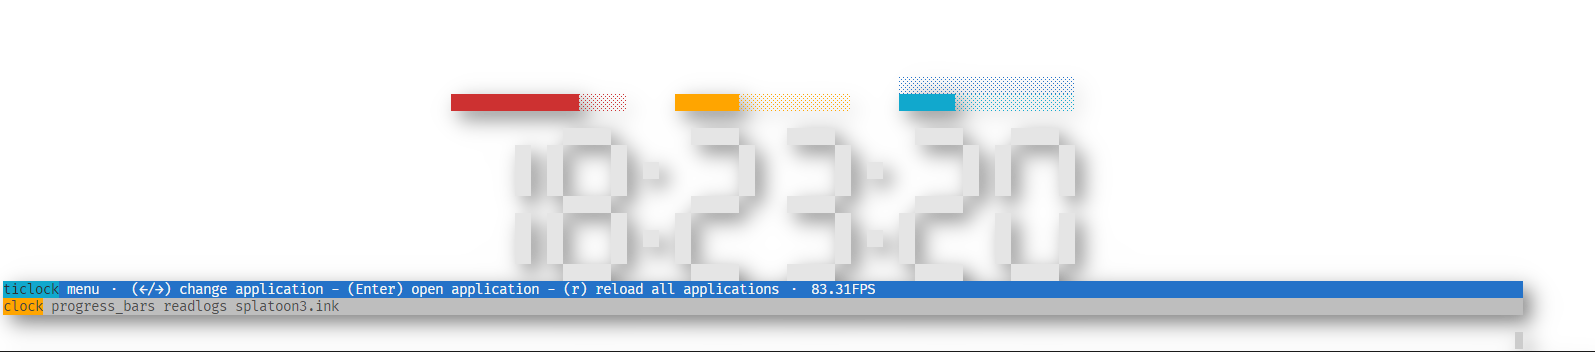 18:23:20
ticlock menu · (←/→) change application – (Enter) open application – (r) reload all applications · 83.31FPS
clock progress_bars readlogs splatoon3.ink